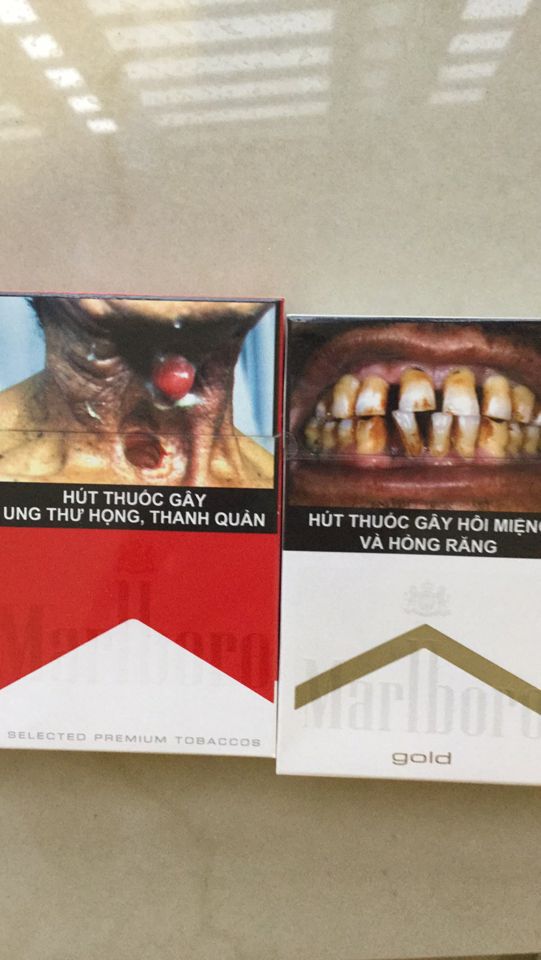 HÚT THUỐC GÂY
UNG THƯ HỌNG, THANH QUẢN
Marlboro
SELECTED PREMIUM TOBACCOS
HÚT THUỐC GÂY HÔI MIỆNG
VÀ HỎNG RĂNG
Marlboro
gold